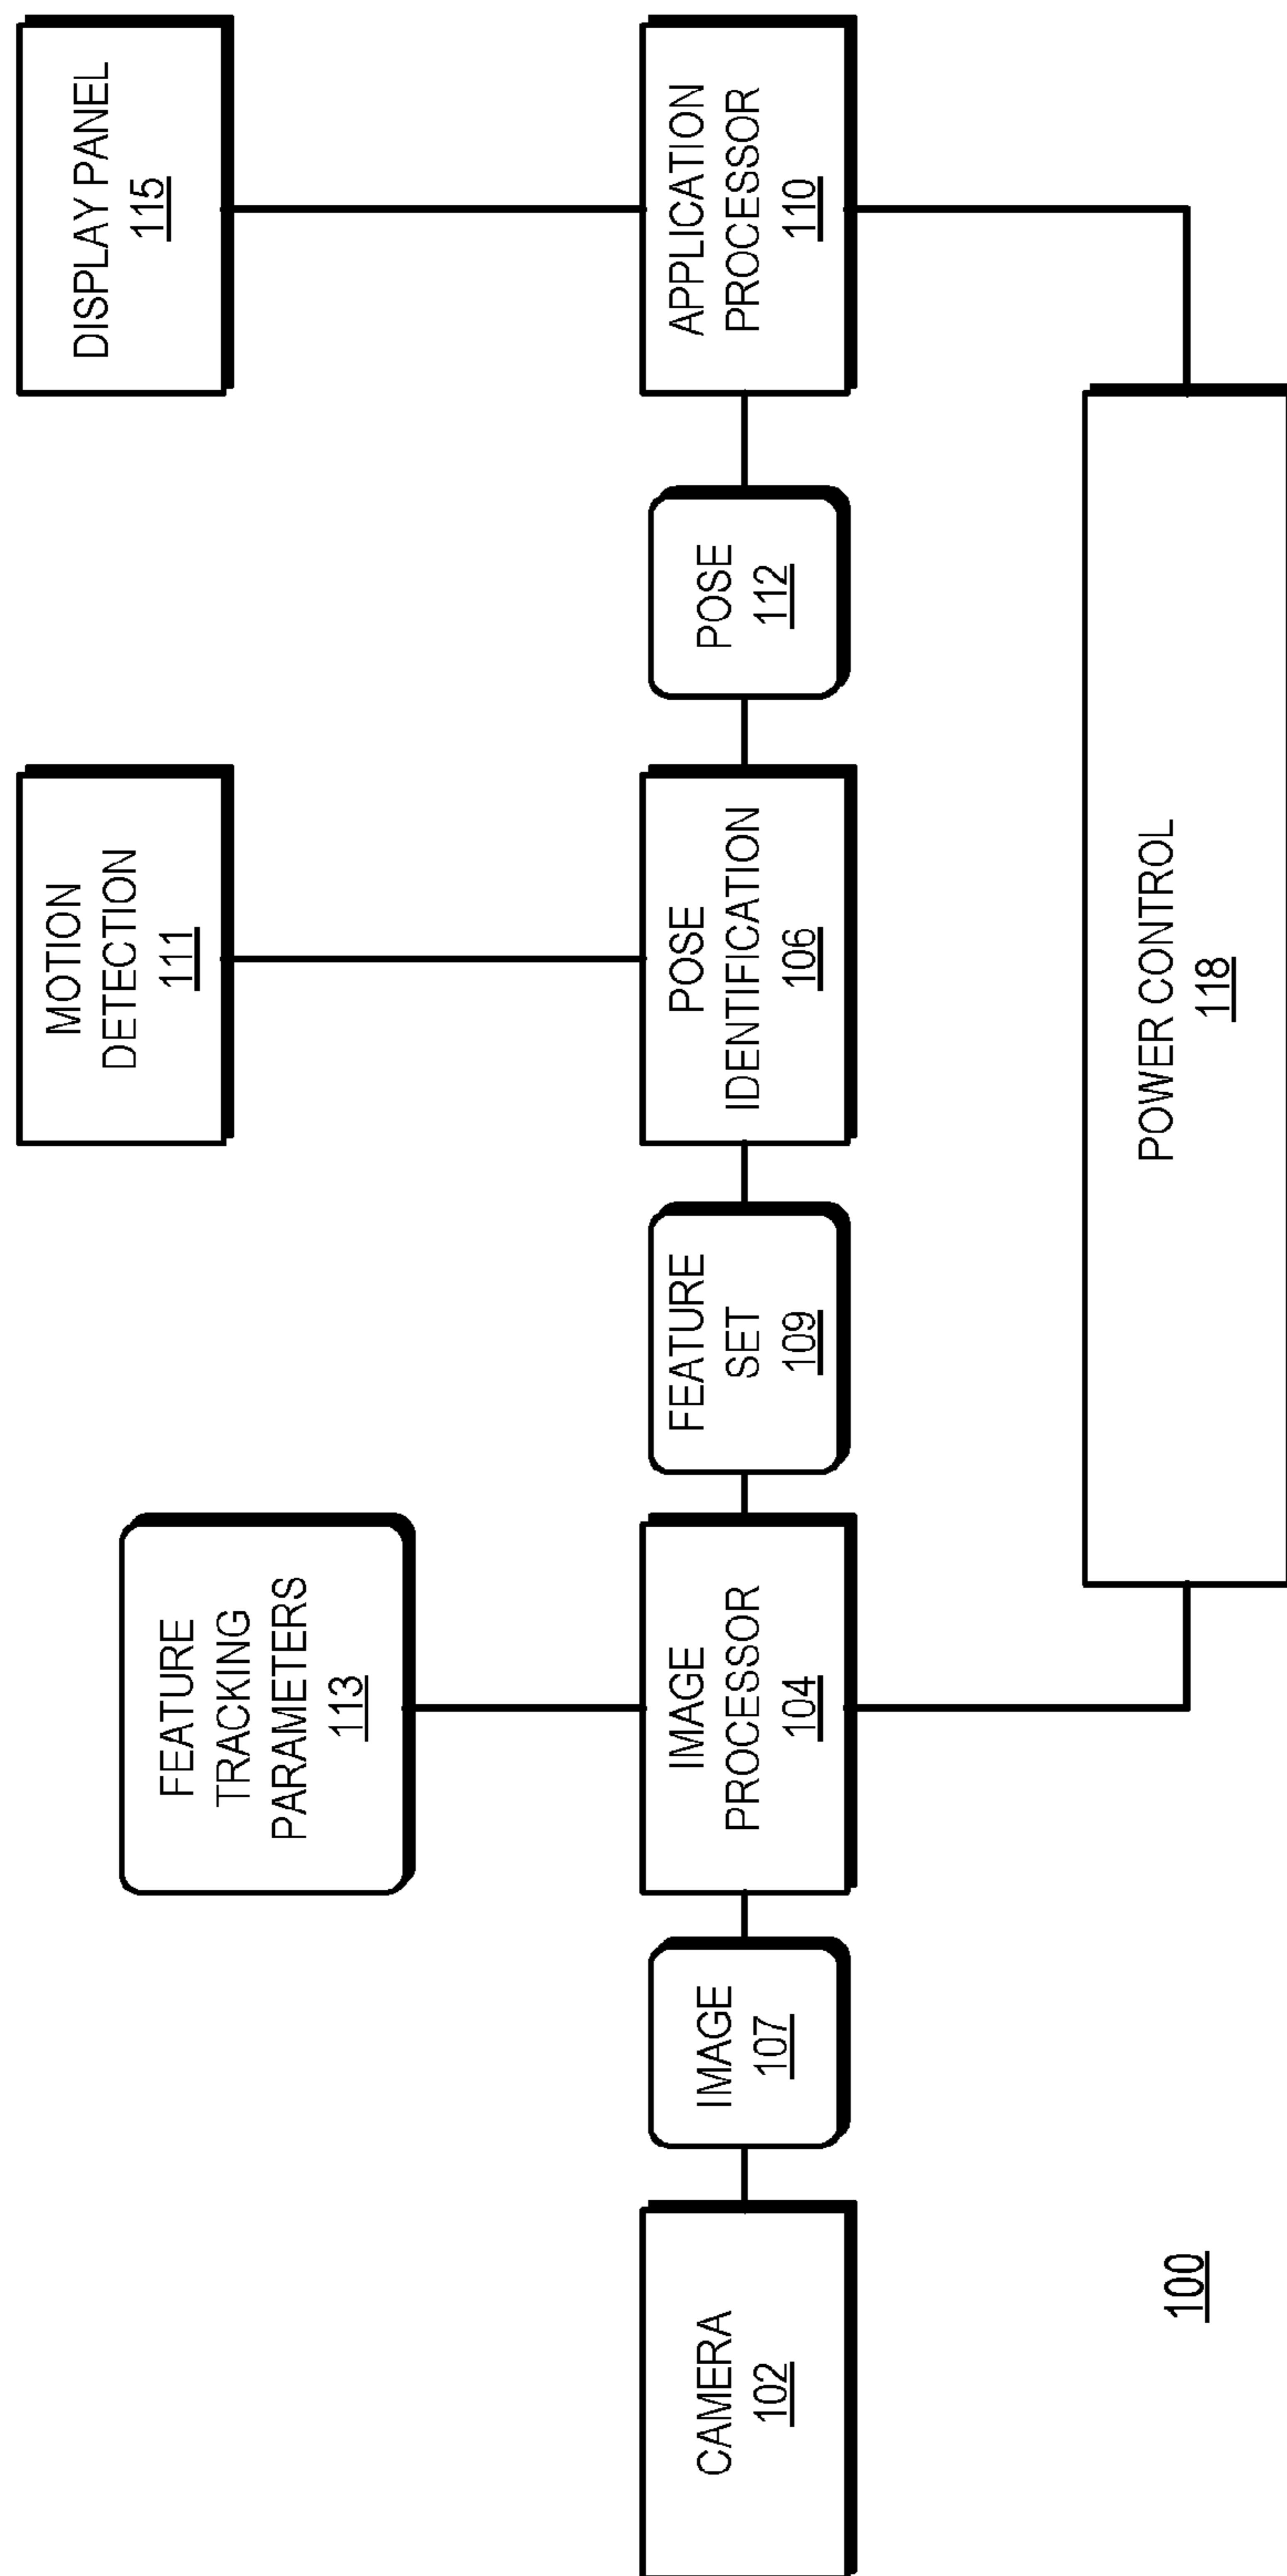 FEATURE
TRACKING
PARAMETERS
113
MOTION
DETECTION
111
DISPLAY PANEL
115
CAMERA
102
IMAGE
107
IMAGE
PROCESSOR
104
FEATURE
SET
109
POSE
IDENTIFICATION
106
POSE
112
APPLICATION
PROCESSOR
110
POWER CONTROL
118
100